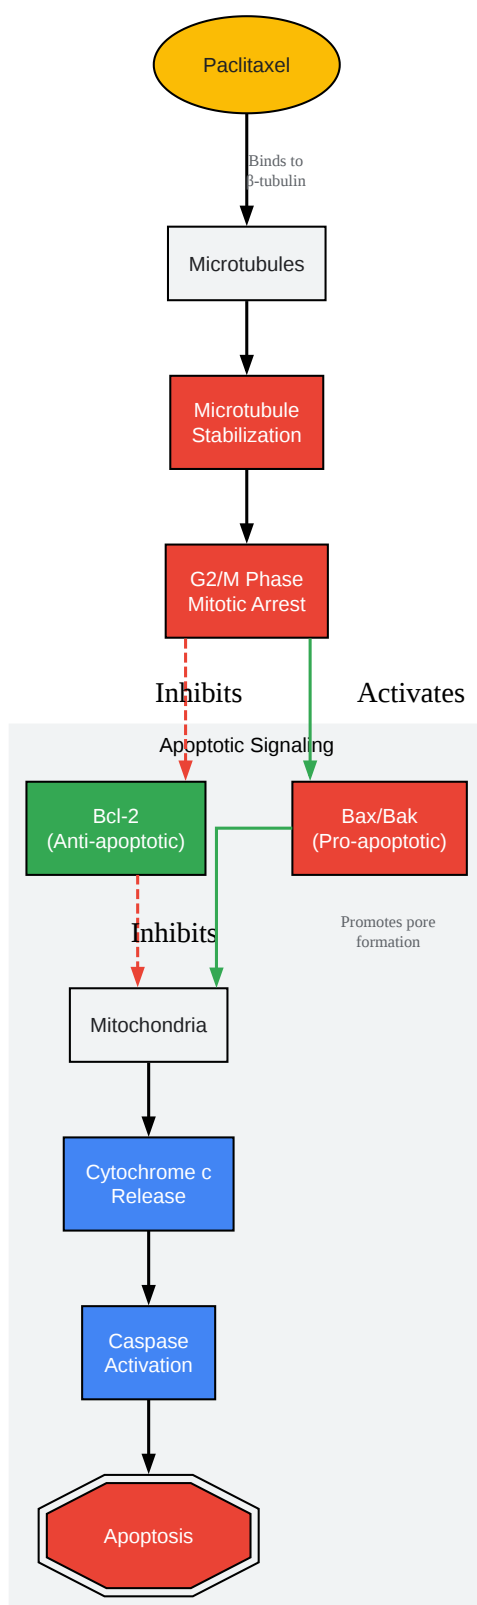 Paclitaxel
Binds to
β-tubulin
Microtubules
Microtubule
Stabilization
G2/M Phase
Mitotic Arrest
Inhibits
Activates
Apoptotic Signaling
Bcl-2
(Anti-apoptotic)
Bax/Bak
(Pro-apoptotic)
Inhibits
Promotes pore
formation
Mitochondria
Cytochrome c
Release
Caspase
Activation
Apoptosis